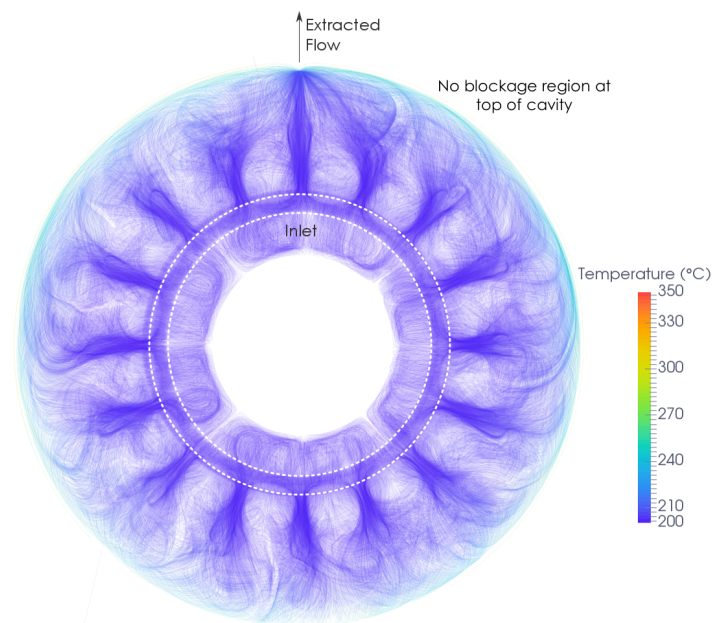 Extracted
Flow
No blockage region at
top of cavity
Inlet
Temperature (°C)
350
330
300
270
240
210
200